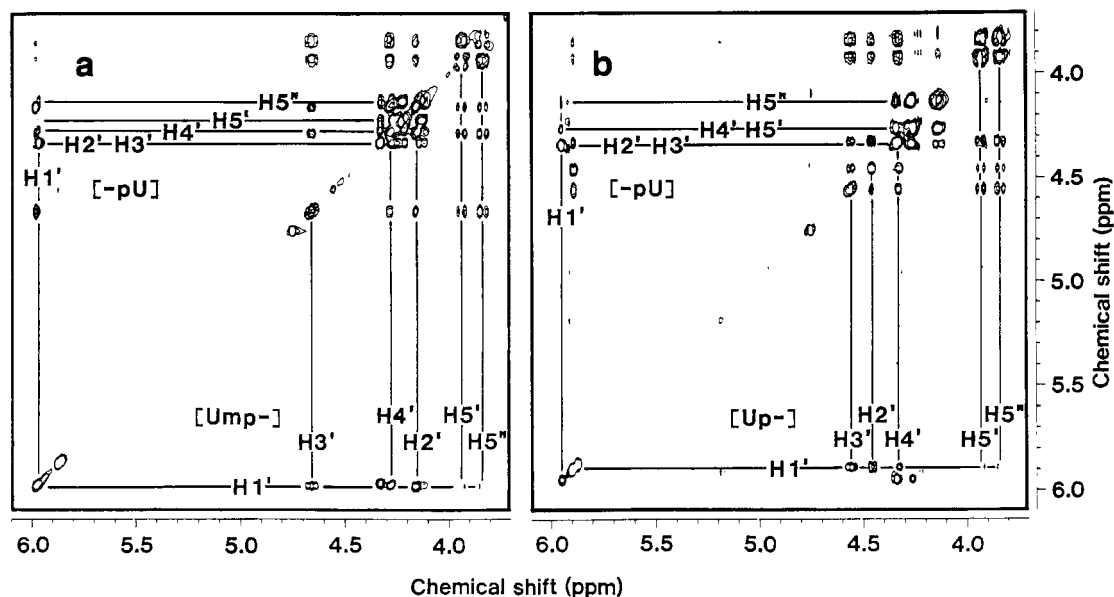 a
H5"
H5'
H4'
H2'-H3'
H1'
[-pU]
[Ump-]
H3'
H4'
H2'
H5'
H5"
H1'
6.0 5.5 5.0 4.5 4.0
b
H5"
H4'-H5'
H2'-H3'
H1'
[-pU]
[Up-]
H3'
H2'
H4'
H5'
H5"
H1'
6.0 5.5 5.0 4.5 4.0
4.0
4.5
5.0
5.5
6.0
Chemical shift (ppm)
Chemical shift (ppm)